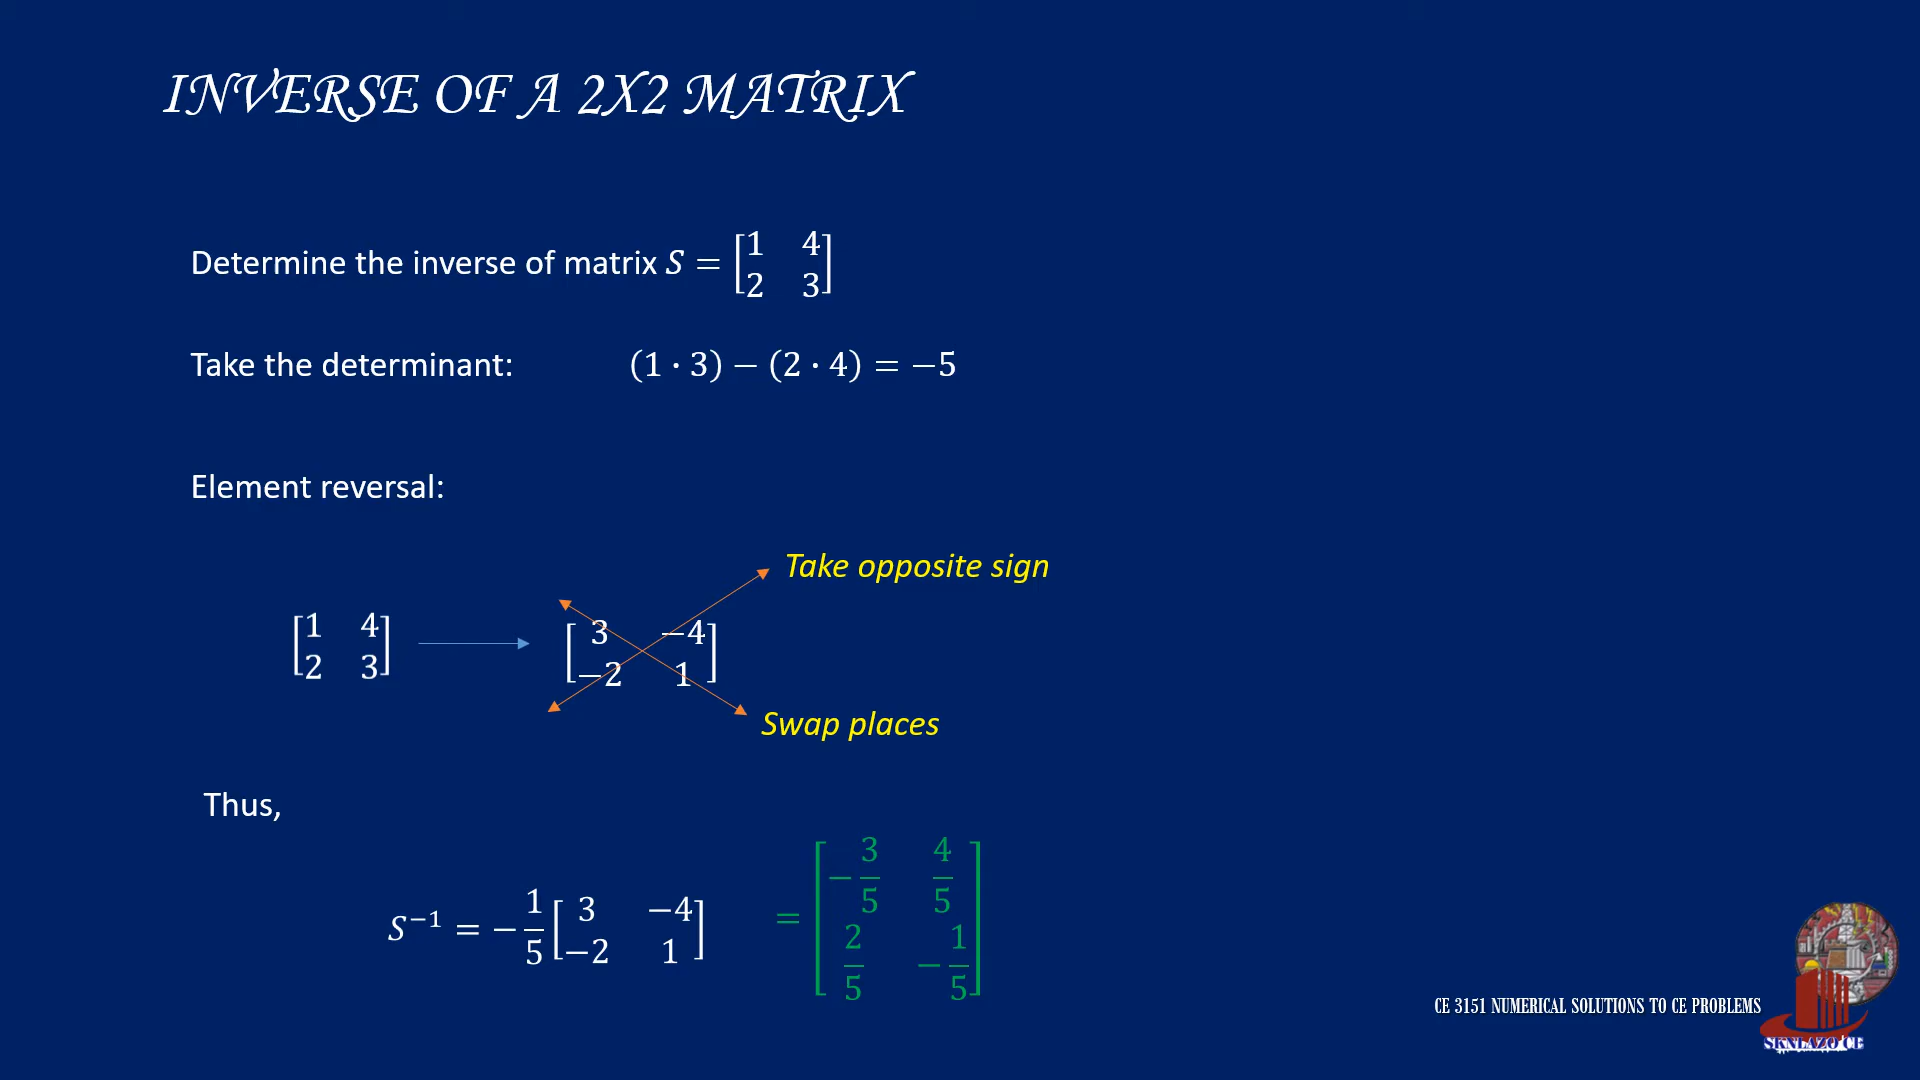 INVERSE OF A 2X2 MATRIX
Determine the inverse of matrix S = [1 4; 2 3]
Take the determinant: (1 · 3) − (2 · 4) = −5
Element reversal:
Take opposite sign
[1 4; 2 3] [3 −4; −2 1]
Swap places
Thus,
S⁻¹ = −1/5 [3 −4; −2 1] = [−3/5 4/5; 2/5 −1/5]
CE 3151 NUMERICAL SOLUTIONS TO CE PROBLEMS
SKNLAZO CE